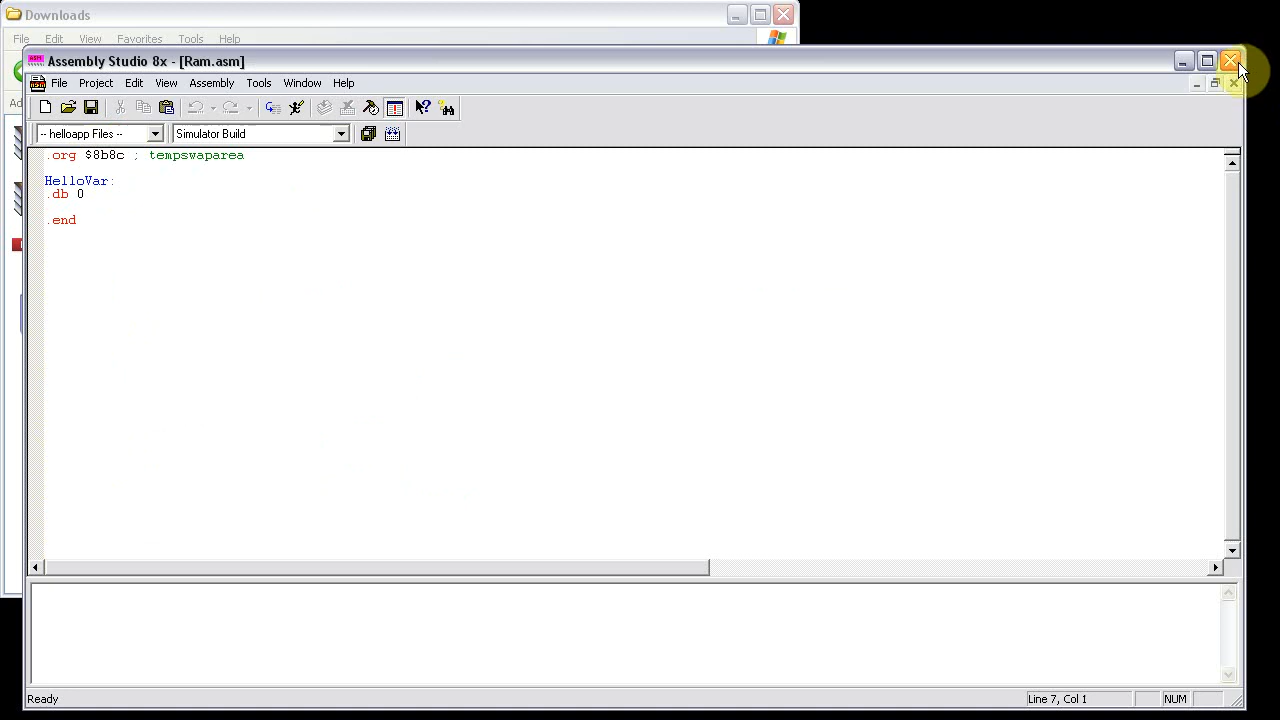 Downloads
File Edit View Favorites Tools Help
Assembly Studio 8x - [Ram.asm]
File Project Edit View Assembly Tools Window Help
Ad
-- helloapp Files -- Simulator Build
.org $8b8c ; tempswaparea
HelloVar:
.db 0
.end
Ready Line 7, Col 1 NUM